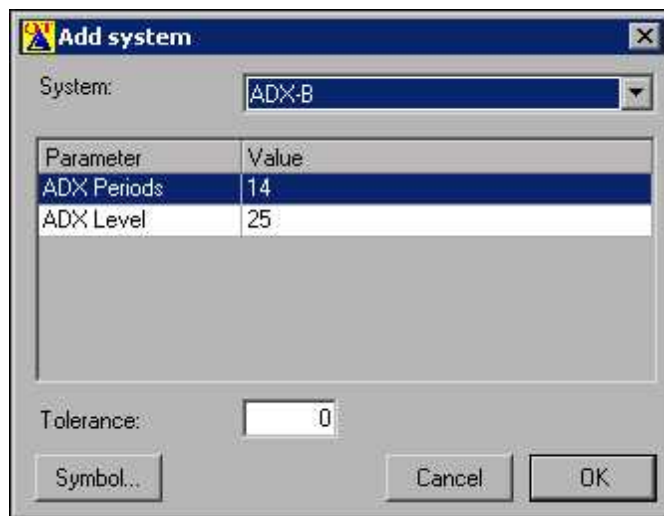 Add system
System: ADX-B
Parameter Value
ADX Periods 14
ADX Level 25
Tolerance: 0
Symbol... Cancel OK